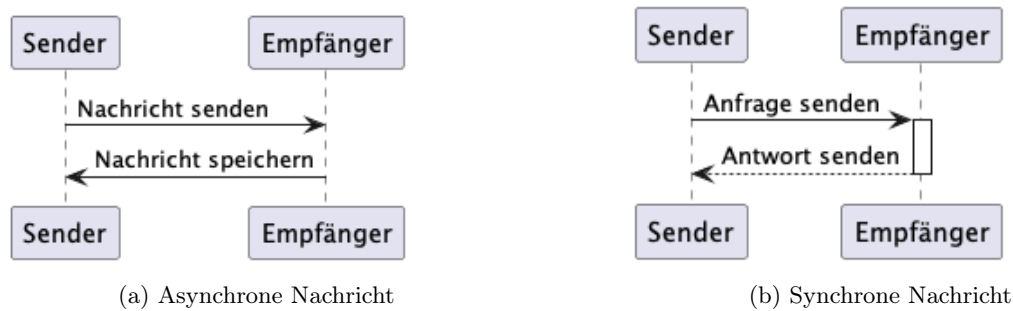 Sender
Empfänger
Nachricht senden
Nachricht speichern
Sender
Empfänger
(a) Asynchrone Nachricht
Sender
Empfänger
Anfrage senden
Antwort senden
Sender
Empfänger
(b) Synchrone Nachricht